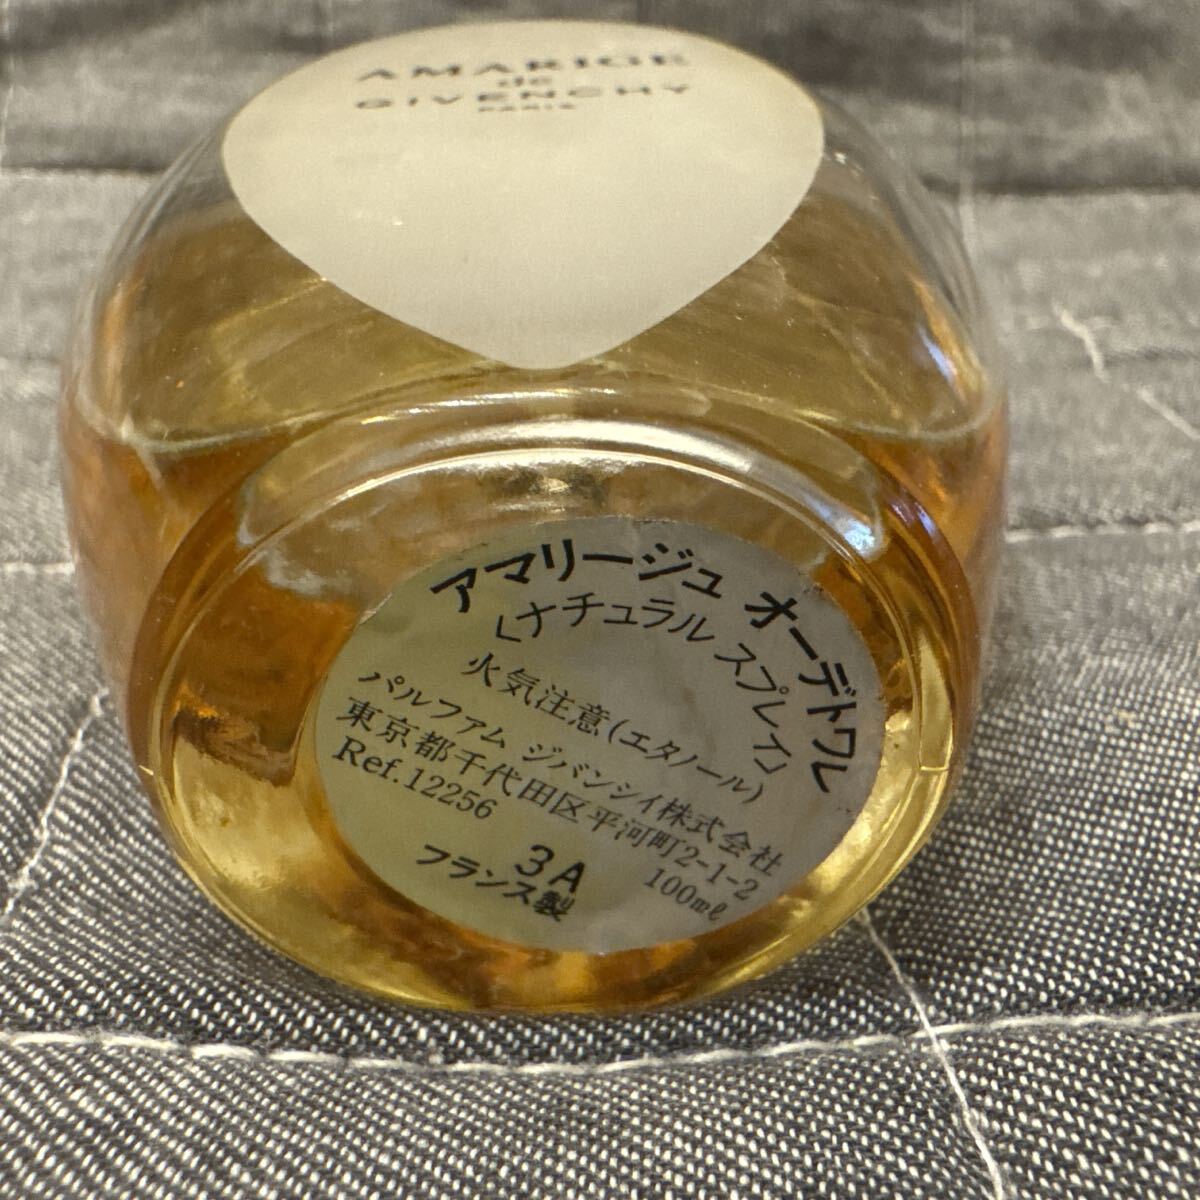 AMARIGE
de
GIVENCHY
PARIS
アマリージュ オーデトワレ
(ナチュラル スプレイ)
火気注意(エタノール)
パルファム ジバンシイ株式会社
東京都千代田区平河町2-1-2
Ref.12256
100mℓ
3A
フランス製